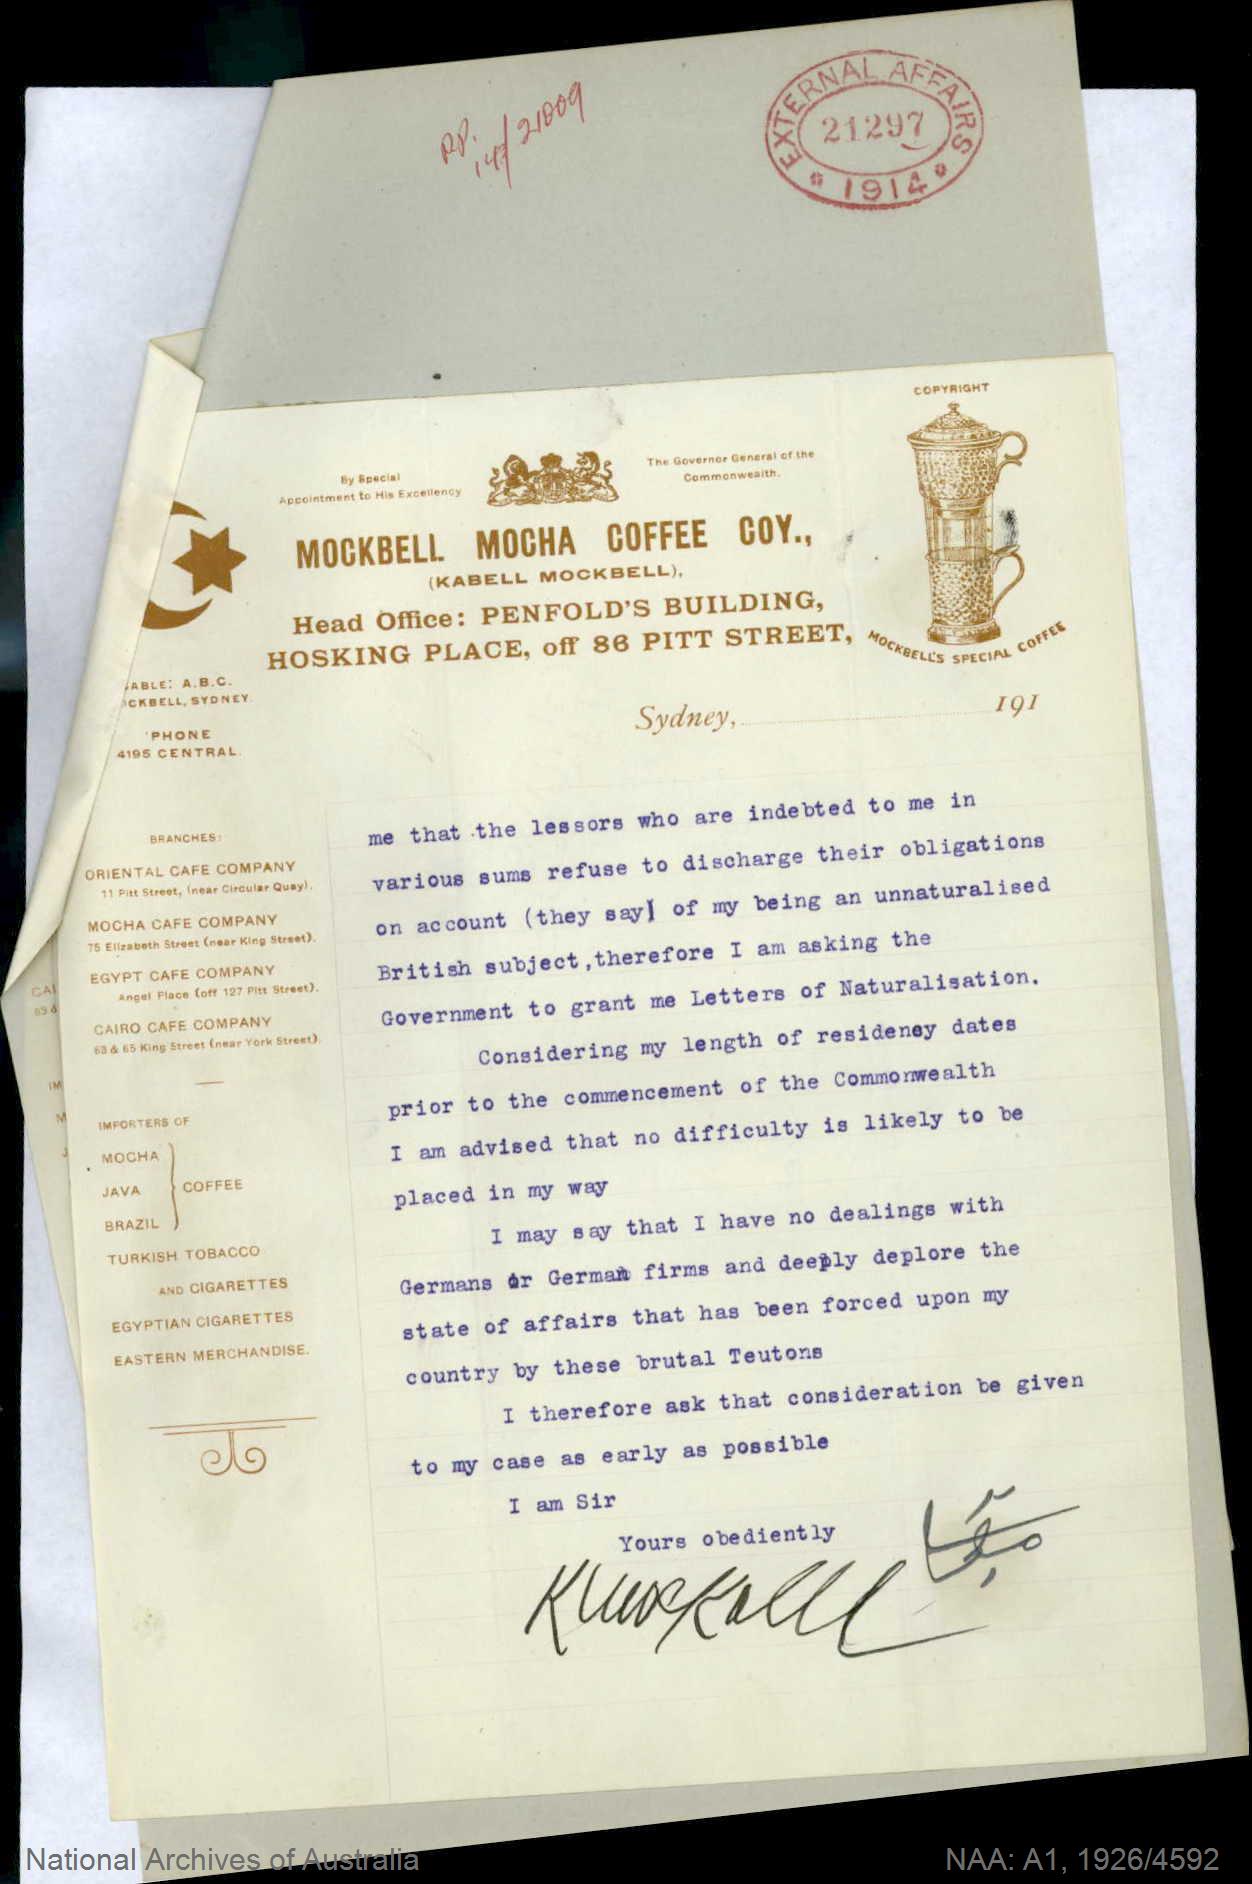 RP.
14/21009
EXTERNAL AFFAIRS
21297
1914
COPYRIGHT
By Special
Appointment to His Excellency
The Governor General of the
Commonwealth.
MOCKBELL MOCHA COFFEE COY.,
(KABELL MOCKBELL),
Head Office: PENFOLD'S BUILDING,
HOSKING PLACE, off 86 PITT STREET,
MOCKBELL'S SPECIAL COFFEE
ABLE: A.B.C.
CKBELL, SYDNEY.
'PHONE
4195 CENTRAL.
Sydney, 191
BRANCHES:
ORIENTAL CAFE COMPANY
11 Pitt Street, (near Circular Quay).
MOCHA CAFE COMPANY
75 Elizabeth Street (near King Street).
EGYPT CAFE COMPANY
Angel Place (off 127 Pitt Street).
CAIRO CAFE COMPANY
63 & 65 King Street (near York Street).
IMPORTERS OF
MOCHA
JAVA COFFEE
BRAZIL
TURKISH TOBACCO
AND CIGARETTES
EGYPTIAN CIGARETTES
EASTERN MERCHANDISE.
CAI
63 &
IM
M
J
me that the lessors who are indebted to me in
various sums refuse to discharge their obligations
on account (they say) of my being an unnaturalised
British subject,therefore I am asking the
Government to grant me Letters of Naturalisation.
Considering my length of residency dates
prior to the commencement of the Commonwealth
I am advised that no difficulty is likely to be
placed in my way
I may say that I have no dealings with
Germans or German firms and deeply deplore the
state of affairs that has been forced upon my
country by these brutal Teutons
I therefore ask that consideration be given
to my case as early as possible
I am Sir
Yours obediently
K Mockbell
National Archives of Australia
NAA: A1, 1926/4592